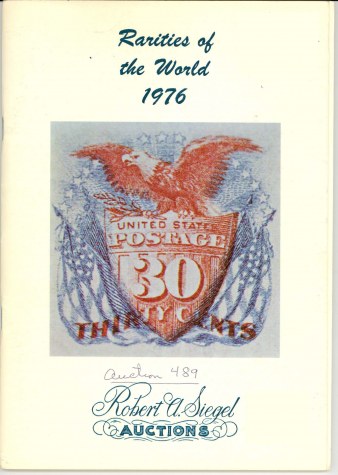 Rarities of
the World
1976
UNITED STATES
POSTAGE
30
THIRTY CENTS
Auction 489
Robert A. Siegel
AUCTIONS